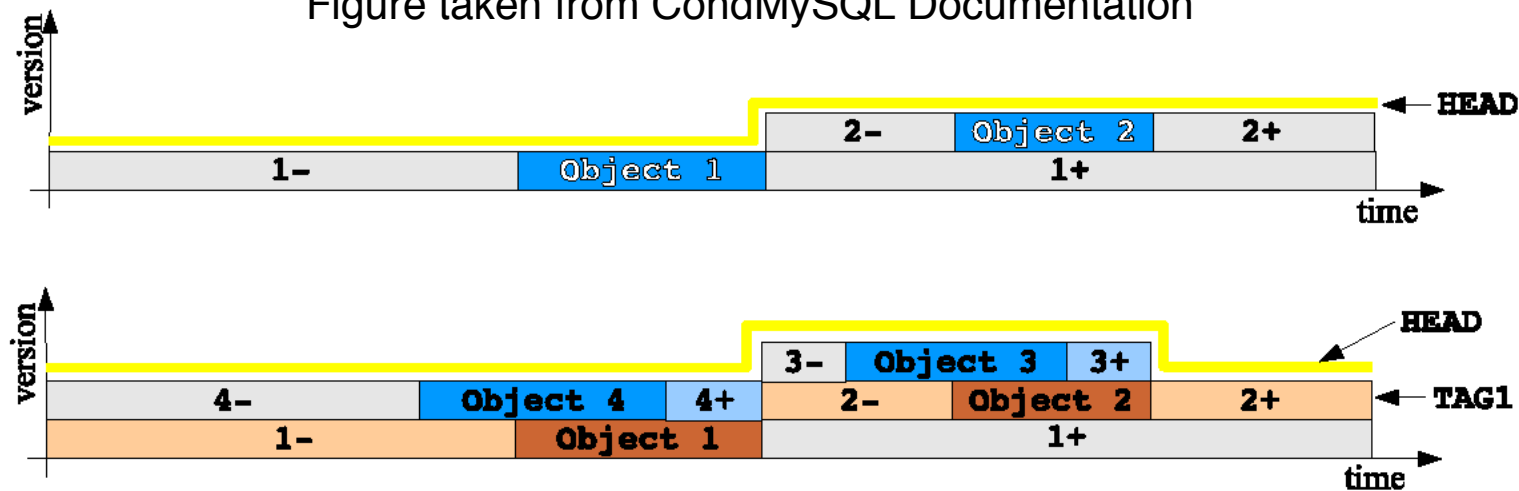 Figure taken from CondMySQL Documentation
version
HEAD
2- Object 2 2+
1- Object 1 1+
time
version
HEAD
3- Object 3 3+
4- Object 4 4+ 2- Object 2 2+ TAG1
1- Object 1 1+
time